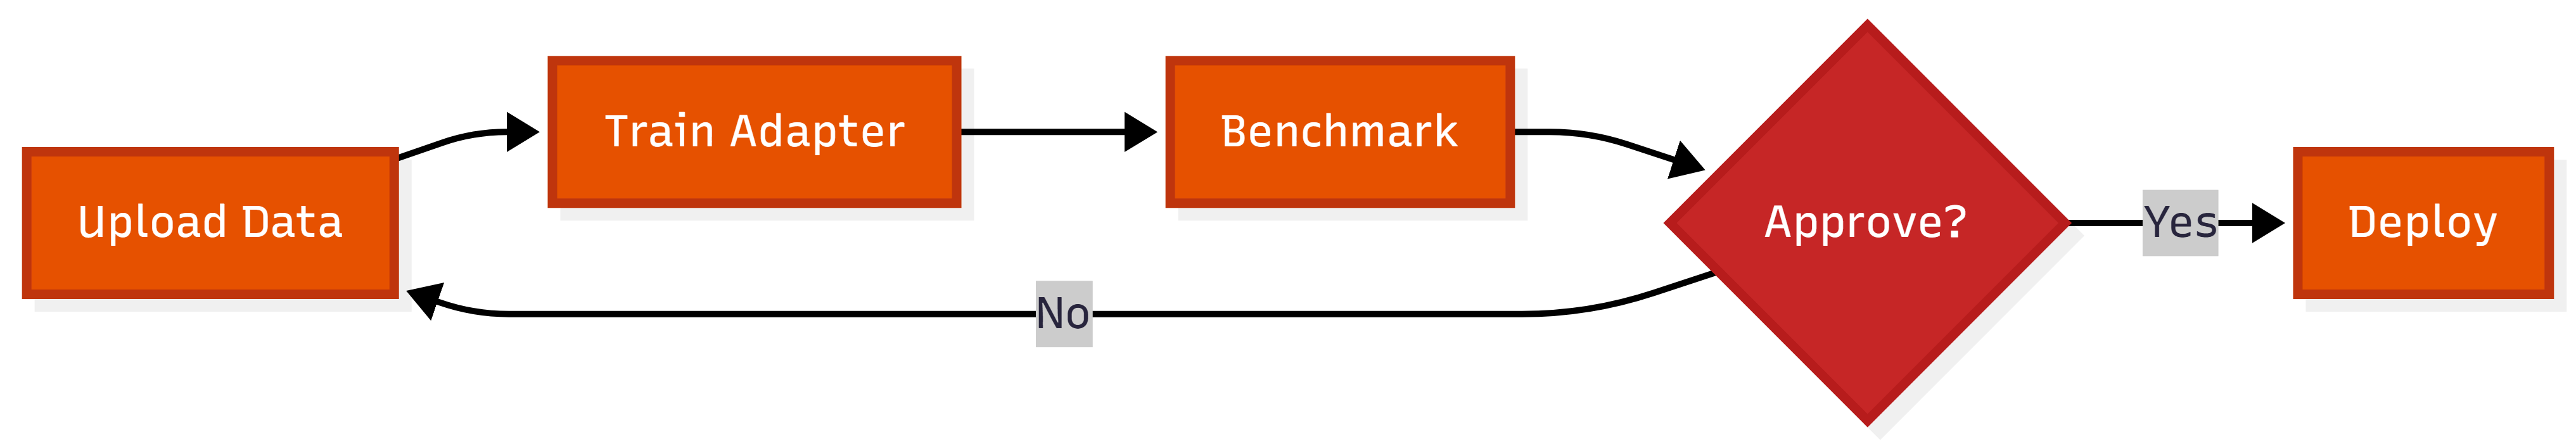 Upload Data
Train Adapter
Benchmark
Approve?
Yes
Deploy
No